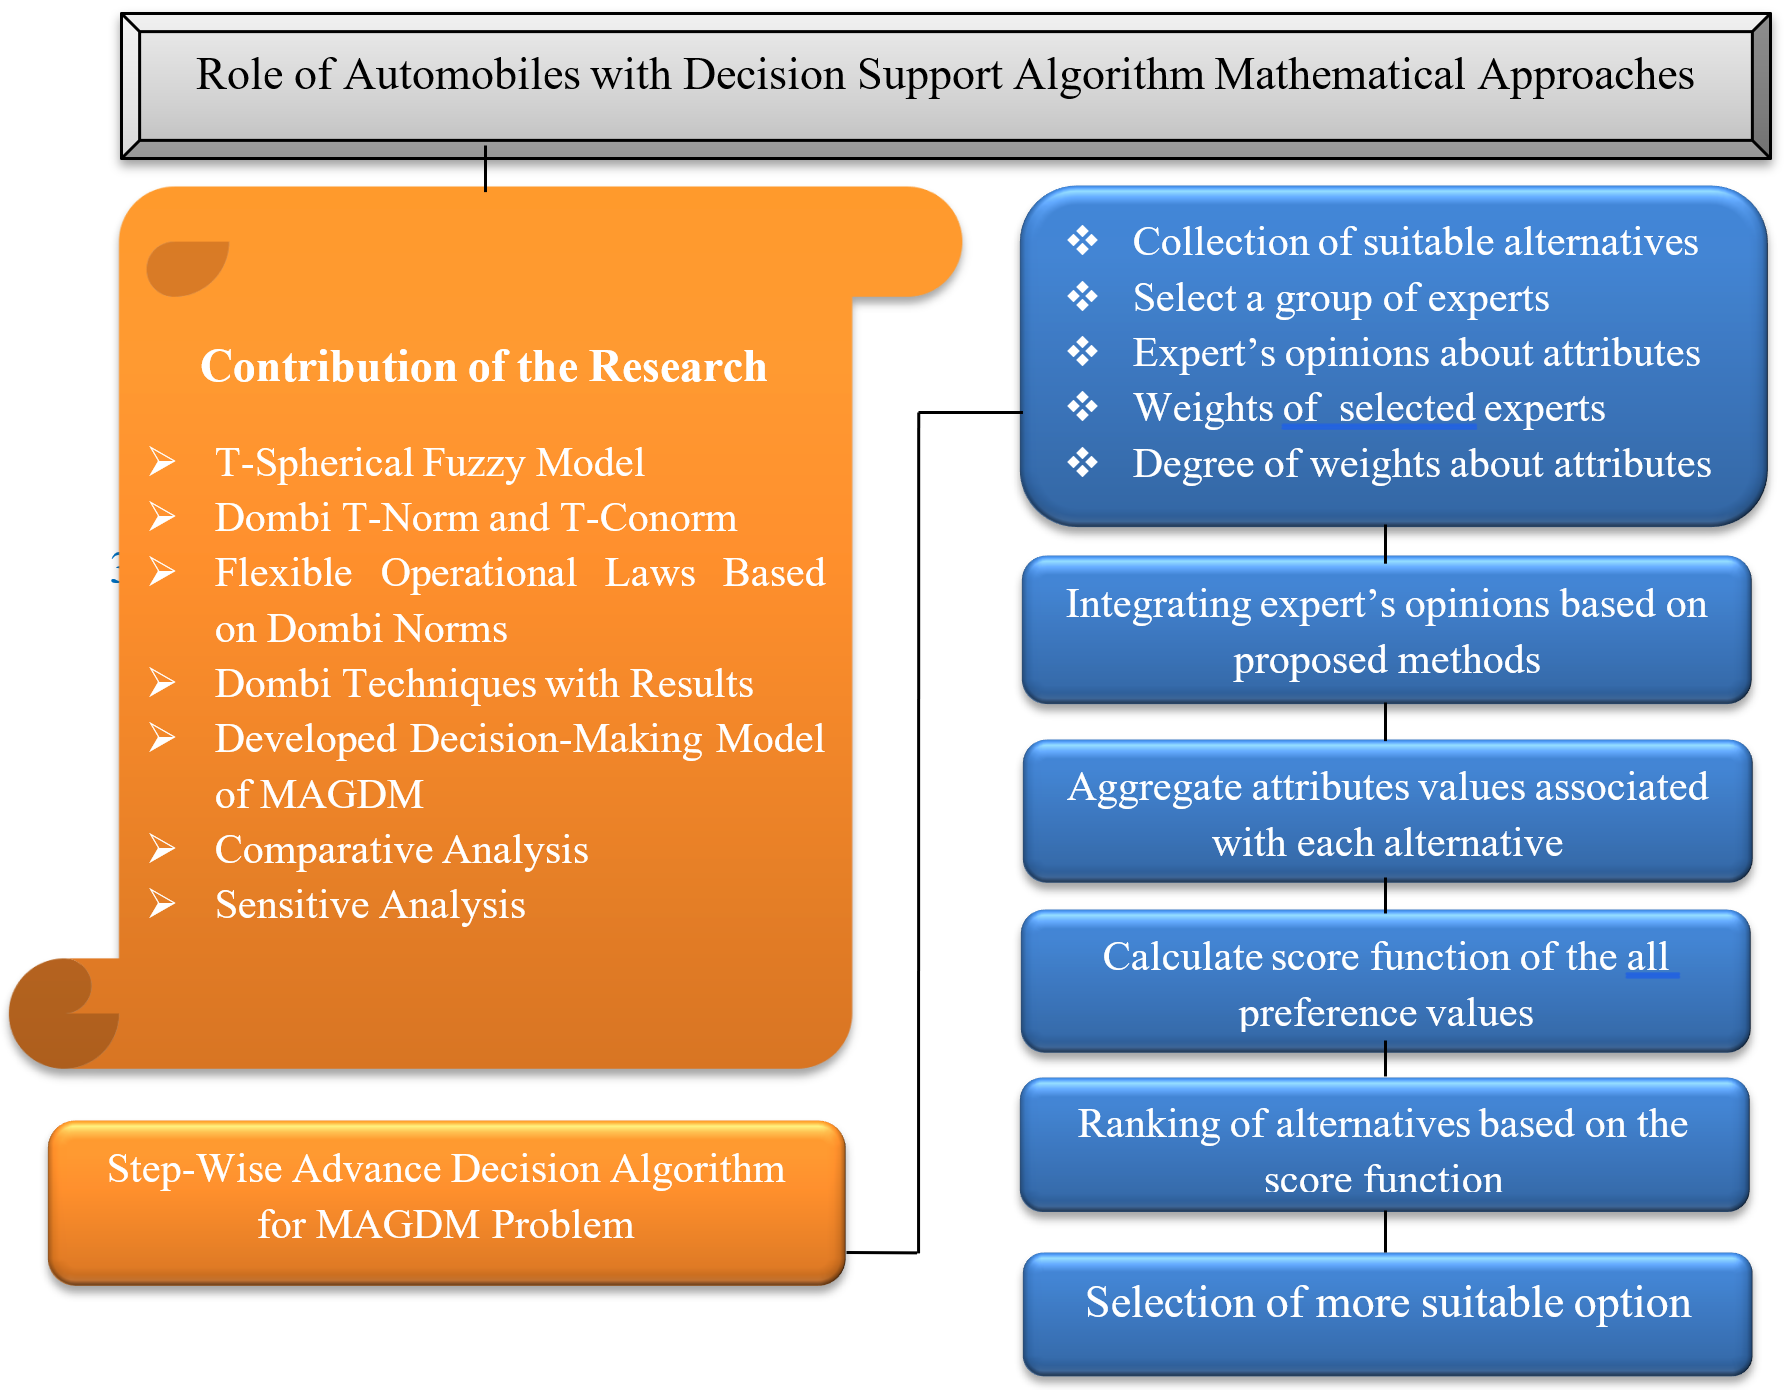 Role of Automobiles with Decision Support Algorithm Mathematical Approaches
Contribution of the Research
T-Spherical Fuzzy Model
Dombi T-Norm and T-Conorm
Flexible Operational Laws Based
on Dombi Norms
Dombi Techniques with Results
Developed Decision-Making Model
of MAGDM
Comparative Analysis
Sensitive Analysis
Step-Wise Advance Decision Algorithm
for MAGDM Problem
Collection of suitable alternatives
Select a group of experts
Expert’s opinions about attributes
Weights of  selected experts
Degree of weights about attributes
Integrating expert’s opinions based on
proposed methods
Aggregate attributes values associated
with each alternative
Calculate score function of the all
preference values
Ranking of alternatives based on the
score function
Selection of more suitable option